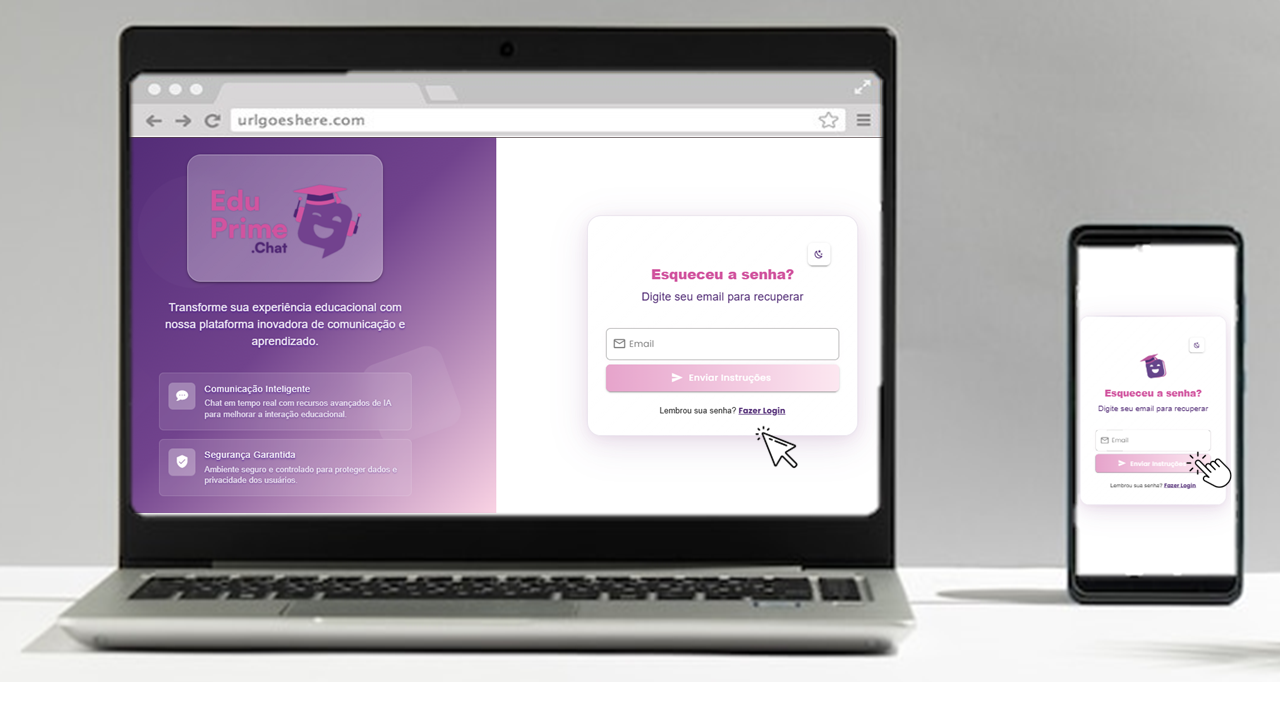 urlgoeshere.com
Edu
Prime
.Chat
Transforme sua experiência educacional com
nossa plataforma inovadora de comunicação e
aprendizado.
Comunicação Inteligente
Chat em tempo real com recursos avançados de IA
para melhorar a interação educacional.
Segurança Garantida
Ambiente seguro e controlado para proteger dados e
privacidade dos usuários.
Esqueceu a senha?
Digite seu email para recuperar
Email
Enviar Instruções
Lembrou sua senha? Fazer Login
Esqueceu a senha?
Digite seu email para recuperar
Email
Enviar Instruções
Lembrou sua senha? Fazer Login